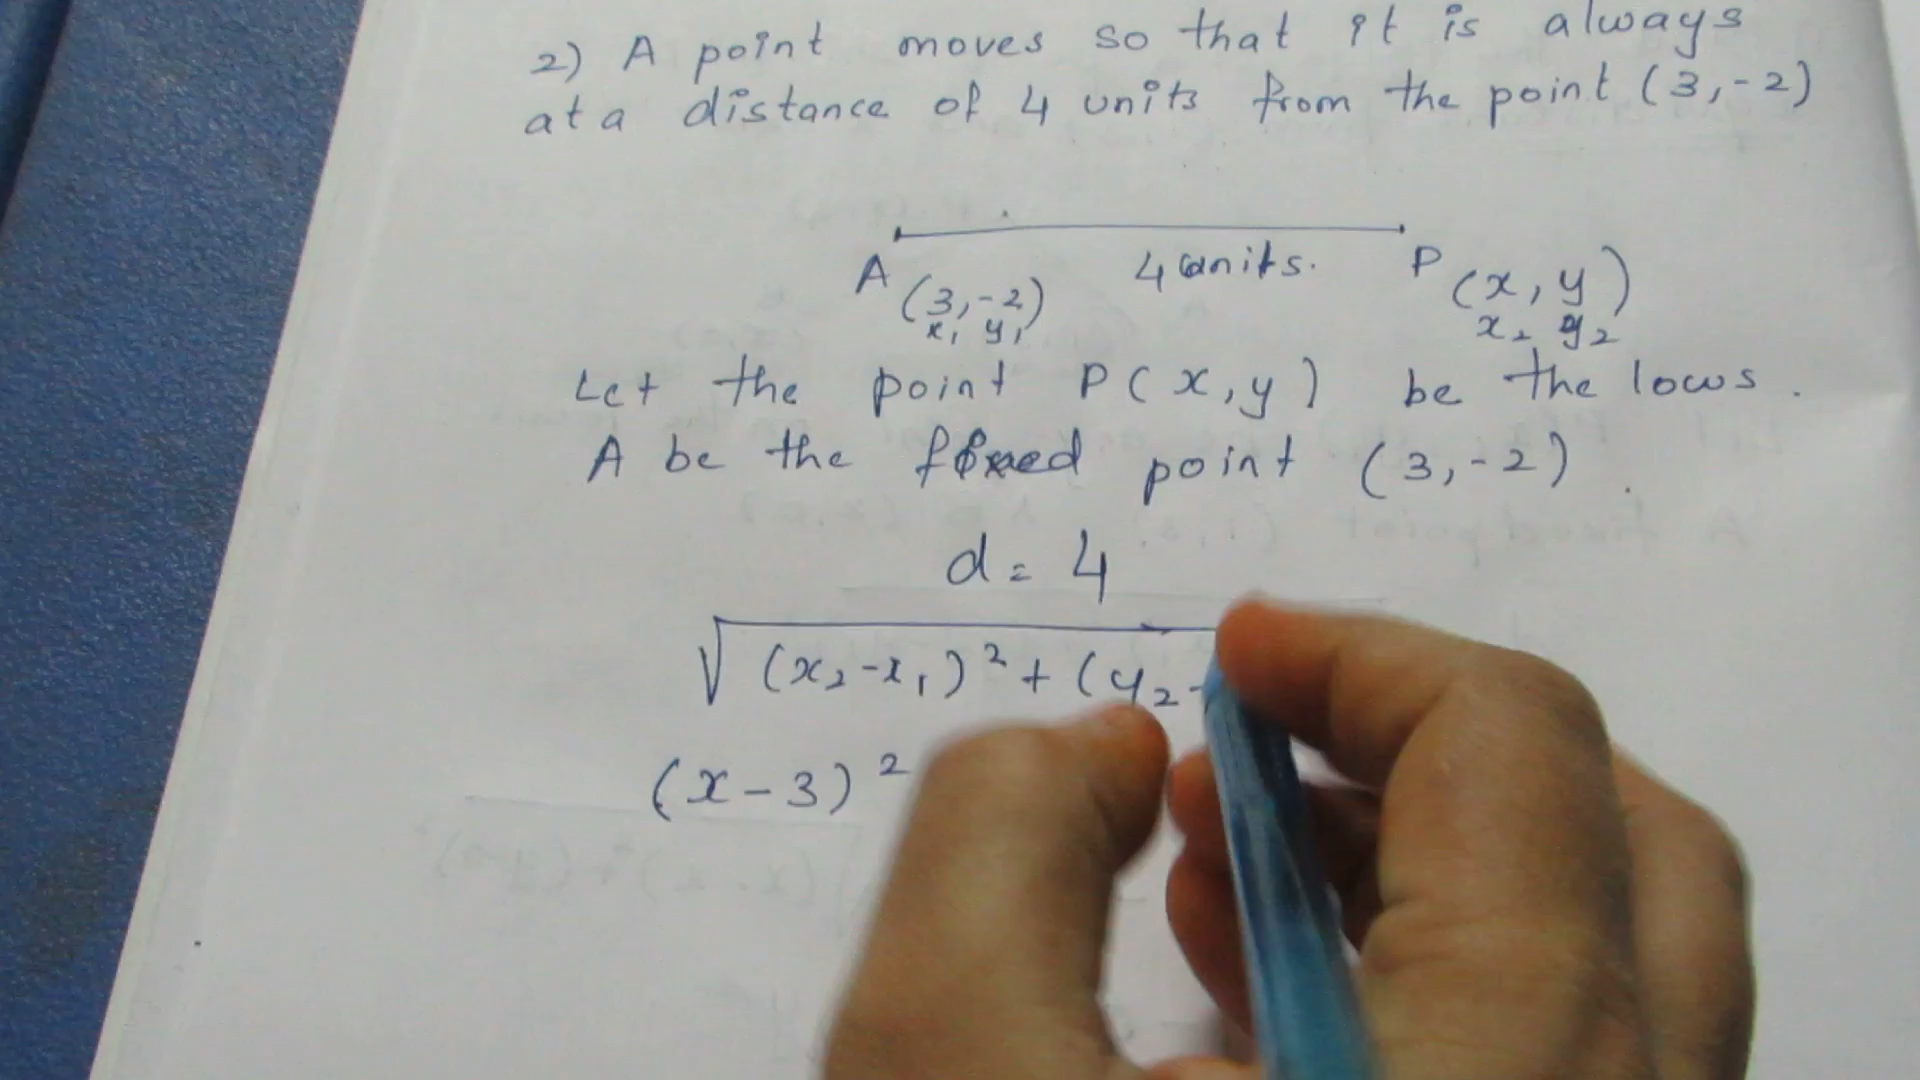 2) A point moves so that it is always
at a distance of 4 units from the point (3,-2)
4 units.
A P
(3,-2) (x, y)
x₁ y₁ x₂ y₂
Let the point P(x,y) be the locus.
A be the fixed point (3,-2).
d = 4
√(x₂-x₁)² + (y₂-
(x-3)²